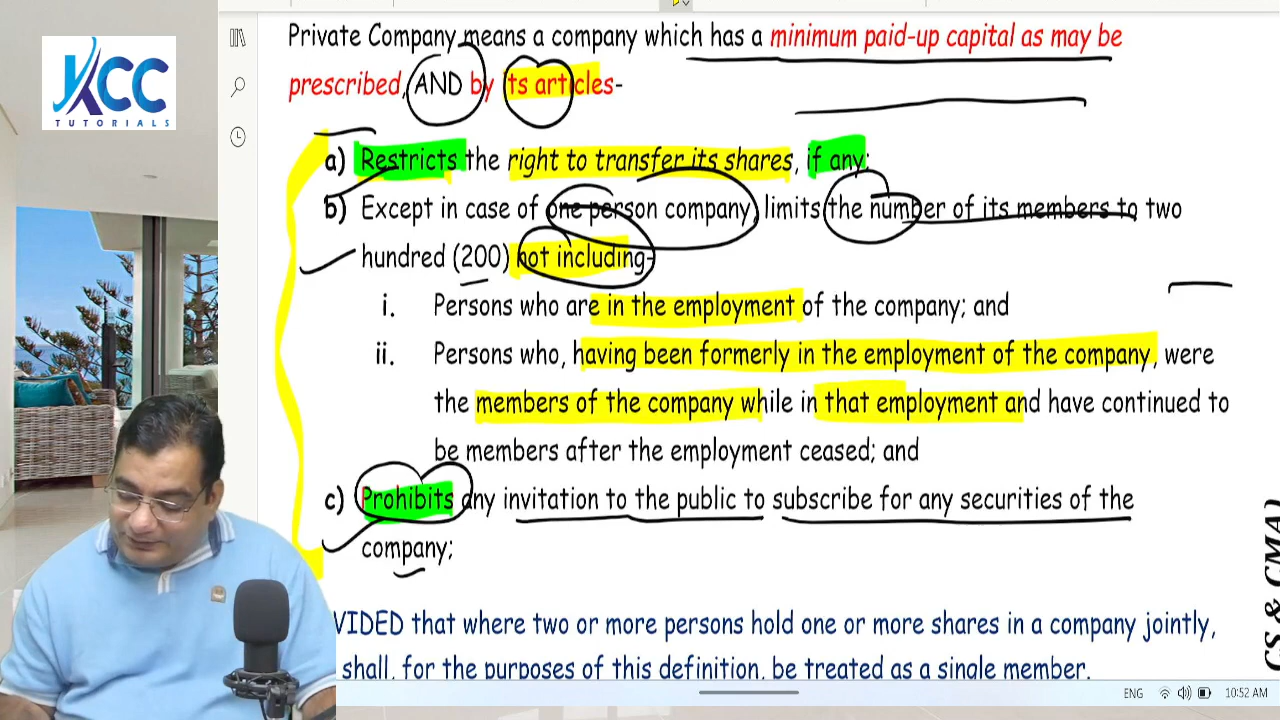 Private Company means a company which has a minimum paid-up capital as may be
prescribed, AND by its articles-
a) Restricts the right to transfer its shares, if any;
b) Except in case of one person company, limits the number of its members to two
hundred (200) not including-
i. Persons who are in the employment of the company; and
ii. Persons who, having been formerly in the employment of the company, were
the members of the company while in that employment and have continued to
be members after the employment ceased; and
c) Prohibits any invitation to the public to subscribe for any securities of the
company;
VIDED that where two or more persons hold one or more shares in a company jointly,
shall, for the purposes of this definition, be treated as a single member.
KCC
TUTORIALS
CS & CMA)
ENG 10:52 AM